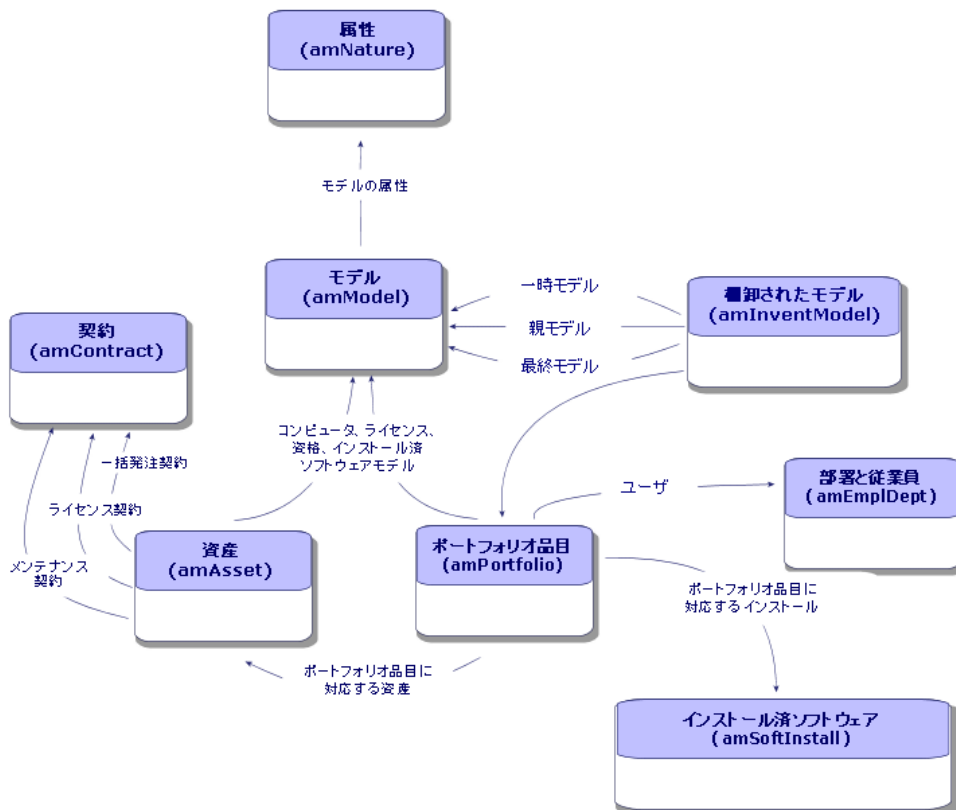 属性
(amNature)
モデルの属性
モデル
(amModel)
一時モデル
親モデル
最終モデル
棚卸されたモデル
(amInventModel)
契約
(amContract)
コンピュータ、ライセンス、
資格、インストール済
ソフトウェアモデル
一括発注契約
ライセンス契約
メンテナンス
契約
ユーザ
部署と従業員
(amEmplDept)
資産
(amAsset)
ポートフォリオ品目
(amPortfolio)
ポートフォリオ品目に
対応するインストール
ポートフォリオ品目に
対応する資産
インストール済ソフトウェア
(amSoftInstall)